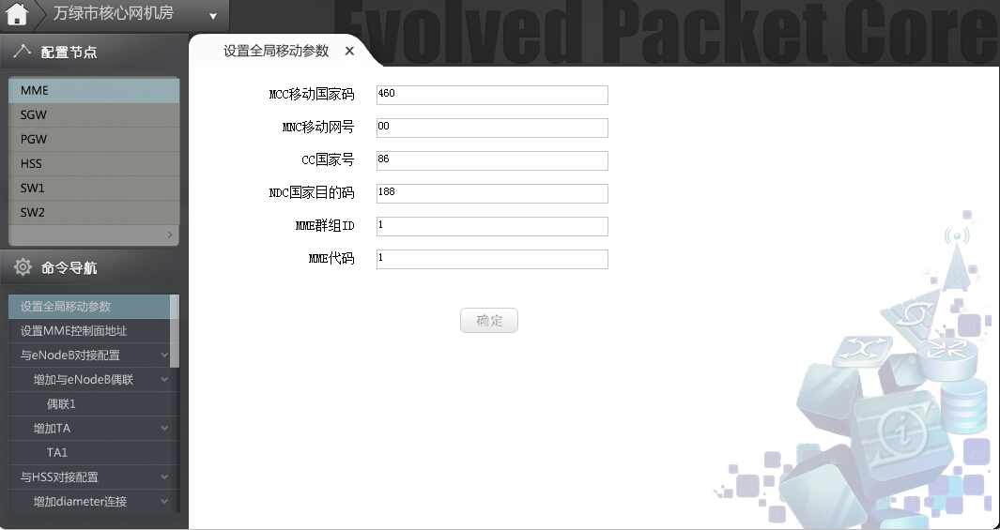 万绿市核心网机房
Evolved Packet Core
配置节点
设置全局移动参数
MME
SGW
PGW
HSS
SW1
SW2
MCC移动国家码 460
MNC移动网号 00
CC国家号 86
NDC国家目的码 188
MME群组ID 1
MME代码 1
确定
命令导航
设置全局移动参数
设置MME控制面地址
与eNodeB对接配置
增加与eNodeB偶联
偶联1
增加TA
TA1
与HSS对接配置
增加diameter连接